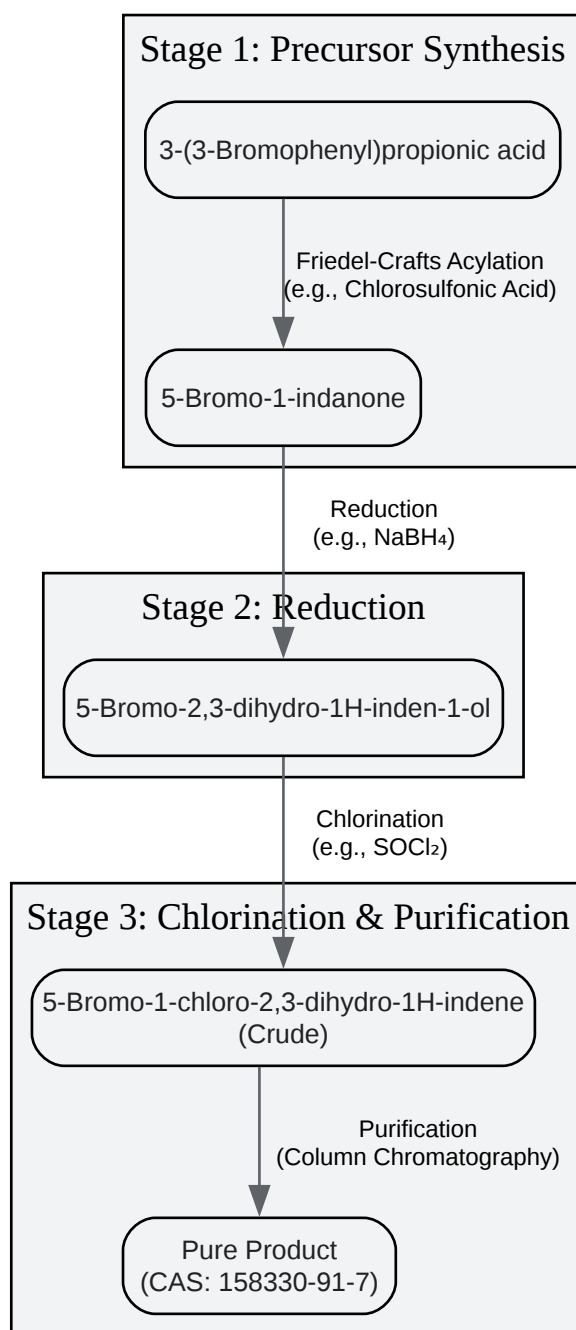 Stage 1: Precursor Synthesis
3-(3-Bromophenyl)propionic acid
Friedel-Crafts Acylation
(e.g., Chlorosulfonic Acid)
5-Bromo-1-indanone
Reduction
(e.g., NaBH₄)
Stage 2: Reduction
5-Bromo-2,3-dihydro-1H-inden-1-ol
Chlorination
(e.g., SOCl₂)
Stage 3: Chlorination & Purification
5-Bromo-1-chloro-2,3-dihydro-1H-indene
(Crude)
Purification
(Column Chromatography)
Pure Product
(CAS: 158330-91-7)